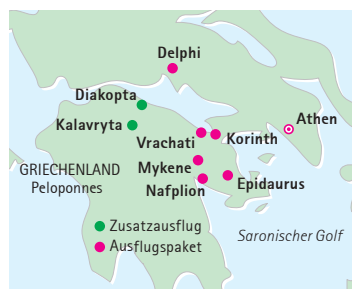 Delphi
Diakopta
Athen
Kalavryta
Korinth
Vrachati
Mykene
GRIECHENLAND
Peloponnes
Epidaurus
Nafplion
Zusatzausflug
Saronischer Golf
Ausflugspaket